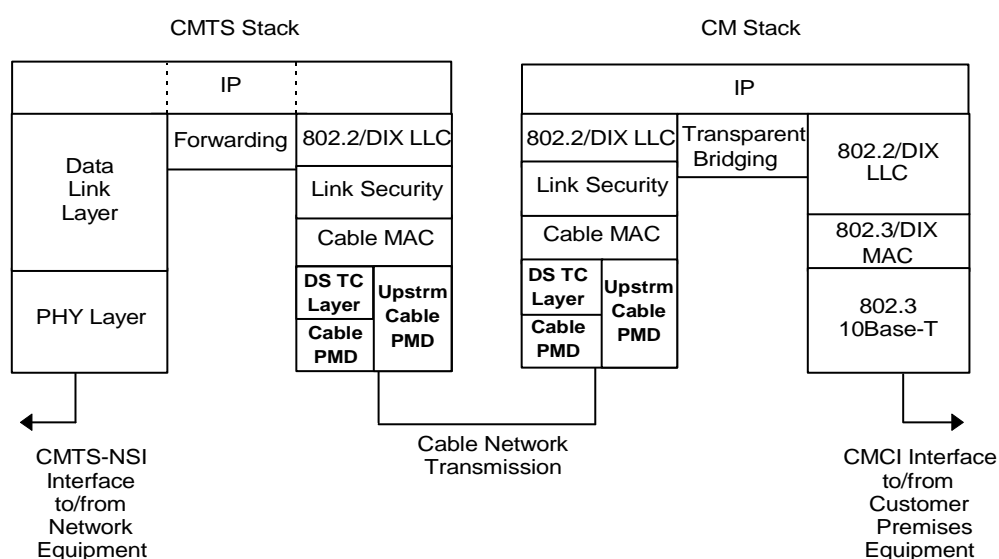 CMTS Stack
CM Stack
IP
IP
Data
Link
Layer
Forwarding
802.2/DIX LLC
Link Security
Cable MAC
DS TC
Layer
Cable
PMD
Upstrm
Cable
PMD
PHY Layer
802.2/DIX LLC
Transparent
Bridging
802.2/DIX
LLC
Link Security
Cable MAC
802.3/DIX
MAC
DS TC
Layer
Cable
PMD
Upstrm
Cable
PMD
802.3
10Base-T
CMTS-NSI
Interface
to/from
Network
Equipment
Cable Network
Transmission
CMCI Interface
to/from
Customer
Premises
Equipment